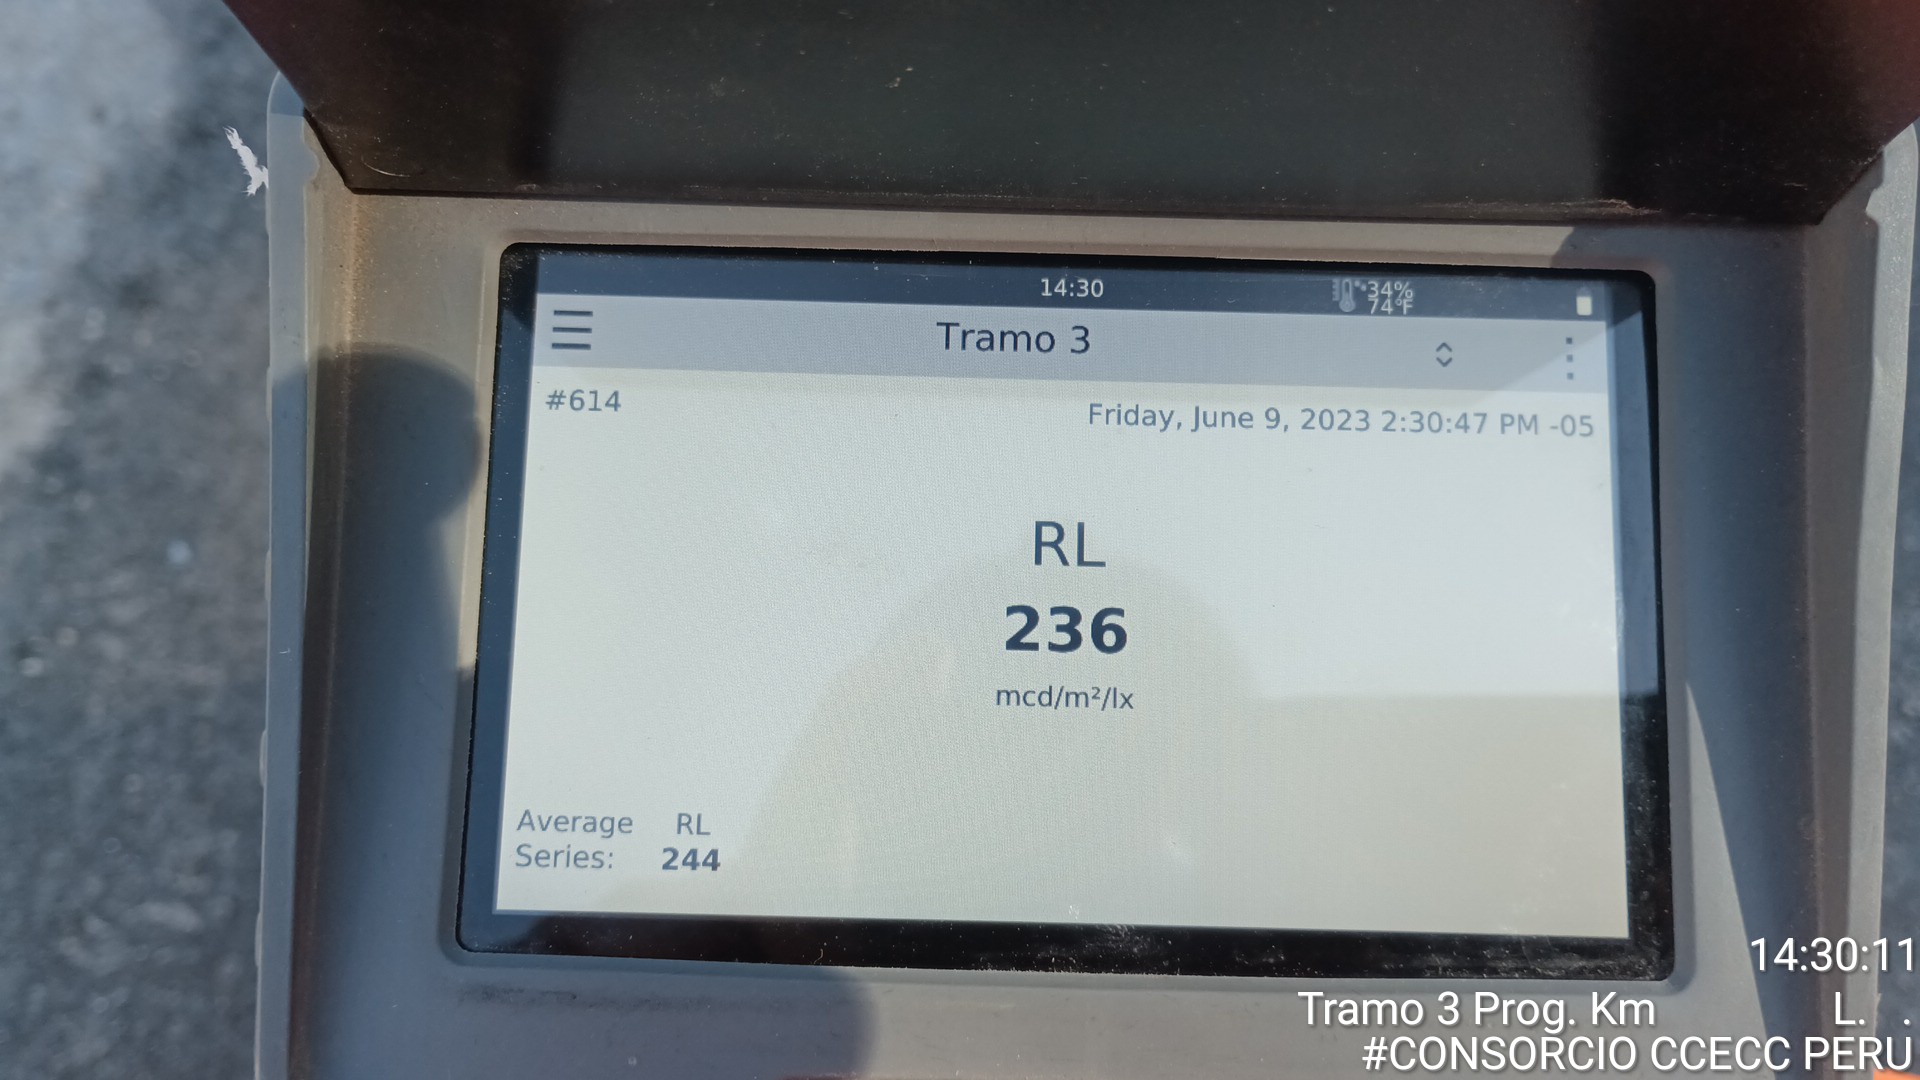 14:30
34%
74°F
Tramo 3
#614
Friday, June 9, 2023 2:30:47 PM -05
RL
236
mcd/m²/lx
Average RL
Series: 244
14:30:11
Tramo 3 Prog. Km L. .
#CONSORCIO CCECC PERU